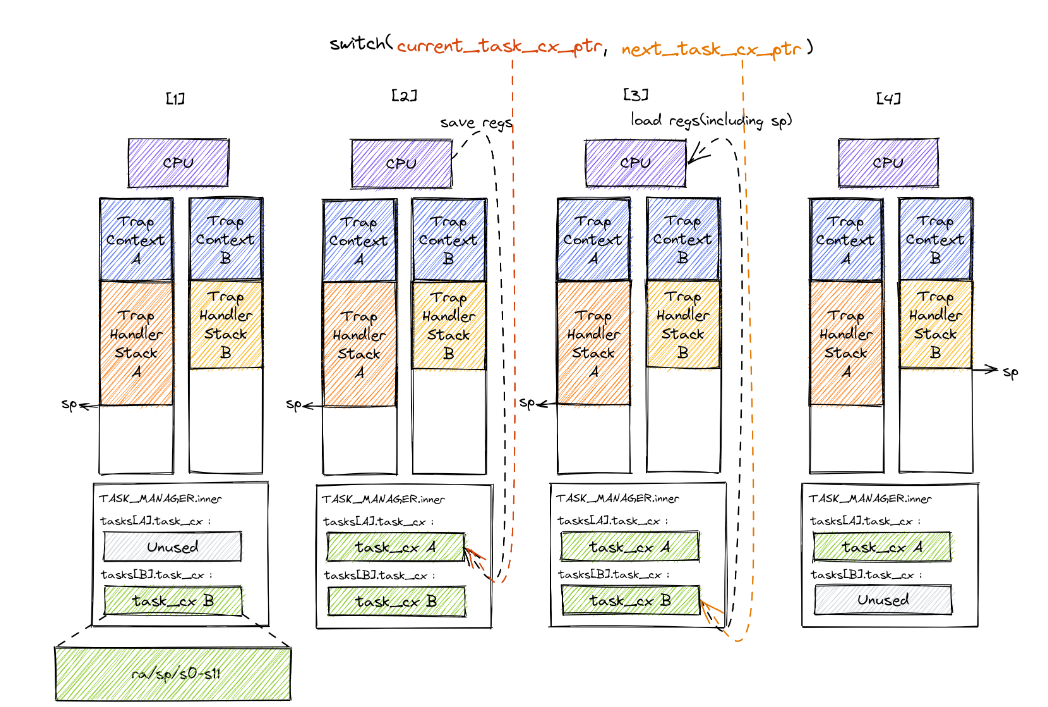 switch(current_task_cx_ptr, next_task_cx_ptr)
[1]
[2]
[3]
[4]
save regs
load regs(including sp)
CPU
CPU
CPU
CPU
Trap
Context
A
Trap
Context
B
Trap
Handler
Stack
A
Trap
Handler
Stack
B
sp
Trap
Context
A
Trap
Context
B
Trap
Handler
Stack
A
Trap
Handler
Stack
B
sp
Trap
Context
A
Trap
Context
B
Trap
Handler
Stack
A
Trap
Handler
Stack
B
sp
Trap
Context
A
Trap
Context
B
Trap
Handler
Stack
A
Trap
Handler
Stack
B
sp
TASK_MANAGER.inner
tasks[A].task_cx :
Unused
tasks[B].task_cx :
task_cx B
ra/sp/s0-s11
TASK_MANAGER.inner
tasks[A].task_cx :
task_cx A
tasks[B].task_cx :
task_cx B
TASK_MANAGER.inner
tasks[A].task_cx :
task_cx A
tasks[B].task_cx :
task_cx B
TASK_MANAGER.inner
tasks[A].task_cx :
task_cx A
tasks[B].task_cx :
Unused